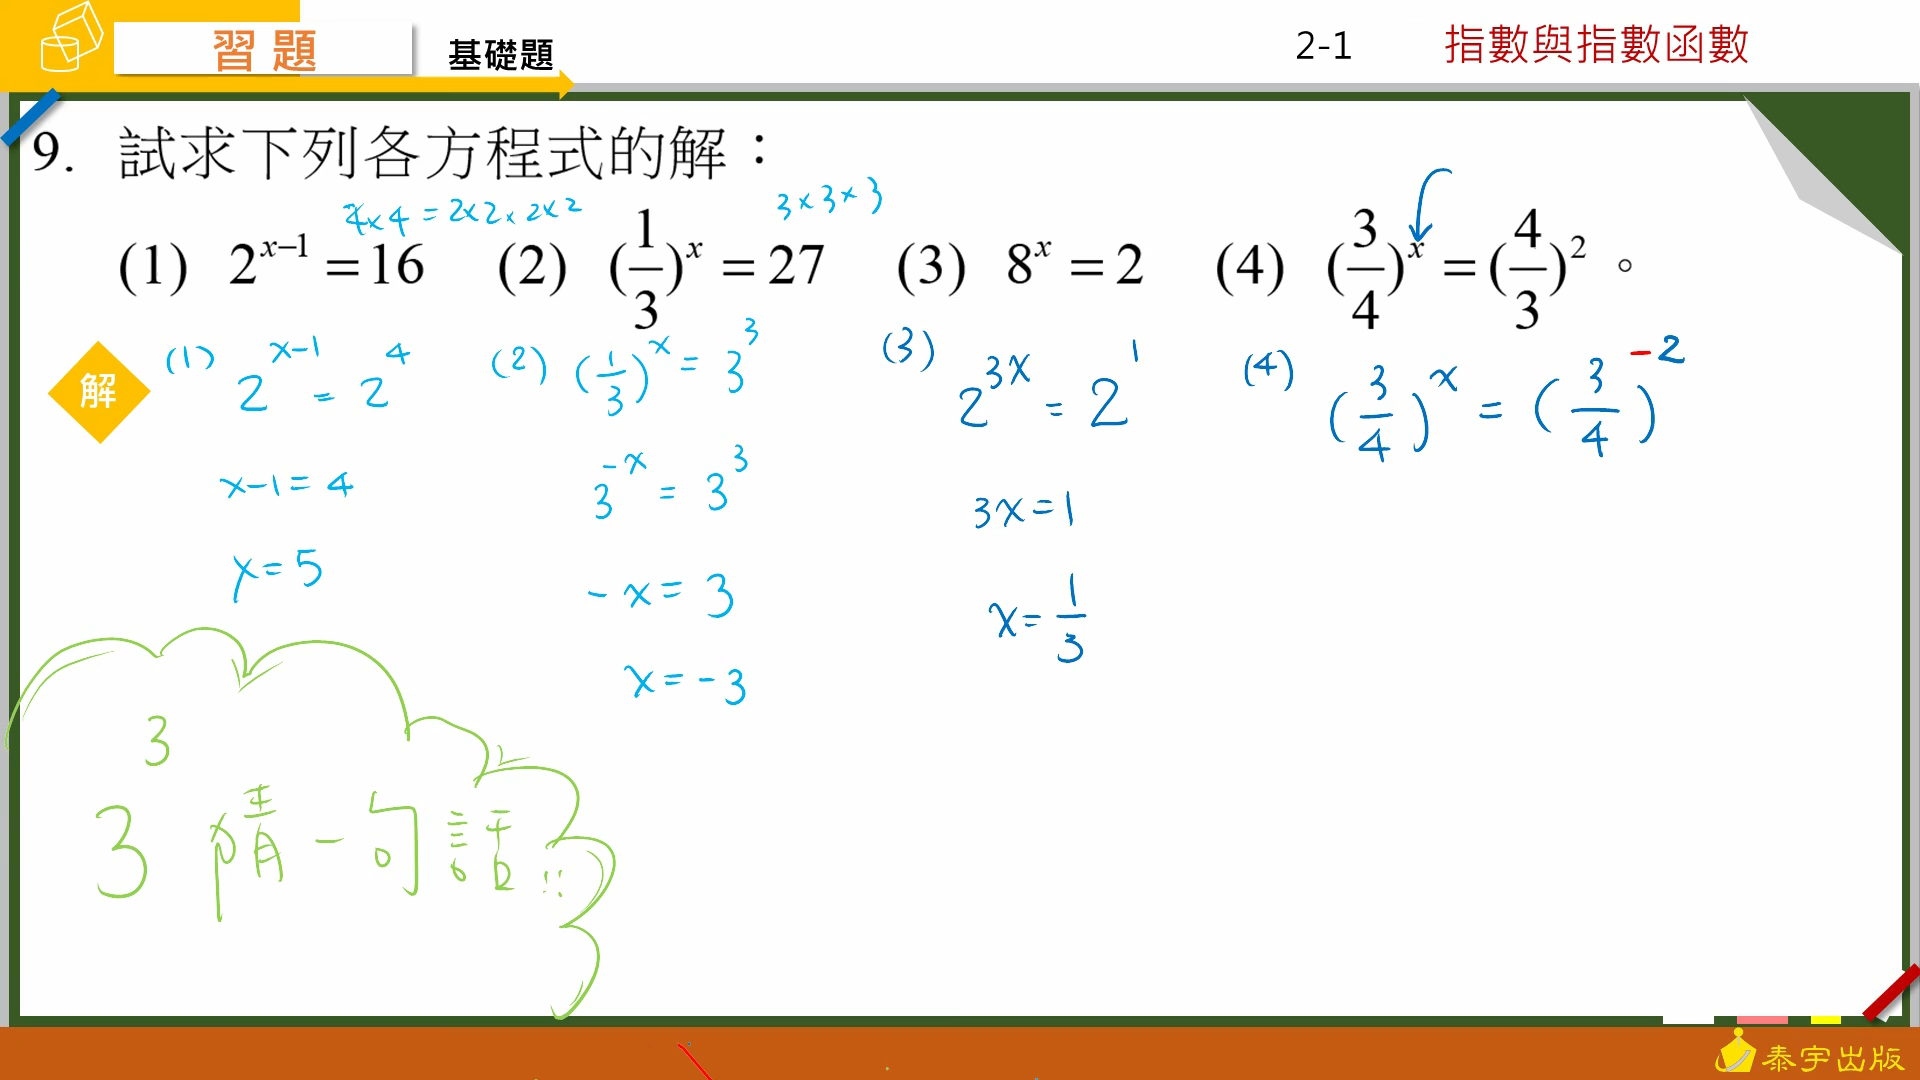 習題
基礎題
2-1 指數與指數函數
9. 試求下列各方程式的解：
4×4=2×2×2×2 3×3×3
(1) 2^{x−1}=16 (2) (1/3)^x=27 (3) 8^x=2 (4) (3/4)^x=(4/3)^2。
解
(1) 2^{x-1}=2^4
x-1=4
x=5
(2) (1/3)^x=3^3
3^{-x}=3^3
-x=3
x=-3
(3) 2^{3x}=2^1
3x=1
x=1/3
(4) (3/4)^x=(3/4)^{-2}
3^3 猜一句話!!
泰宇出版